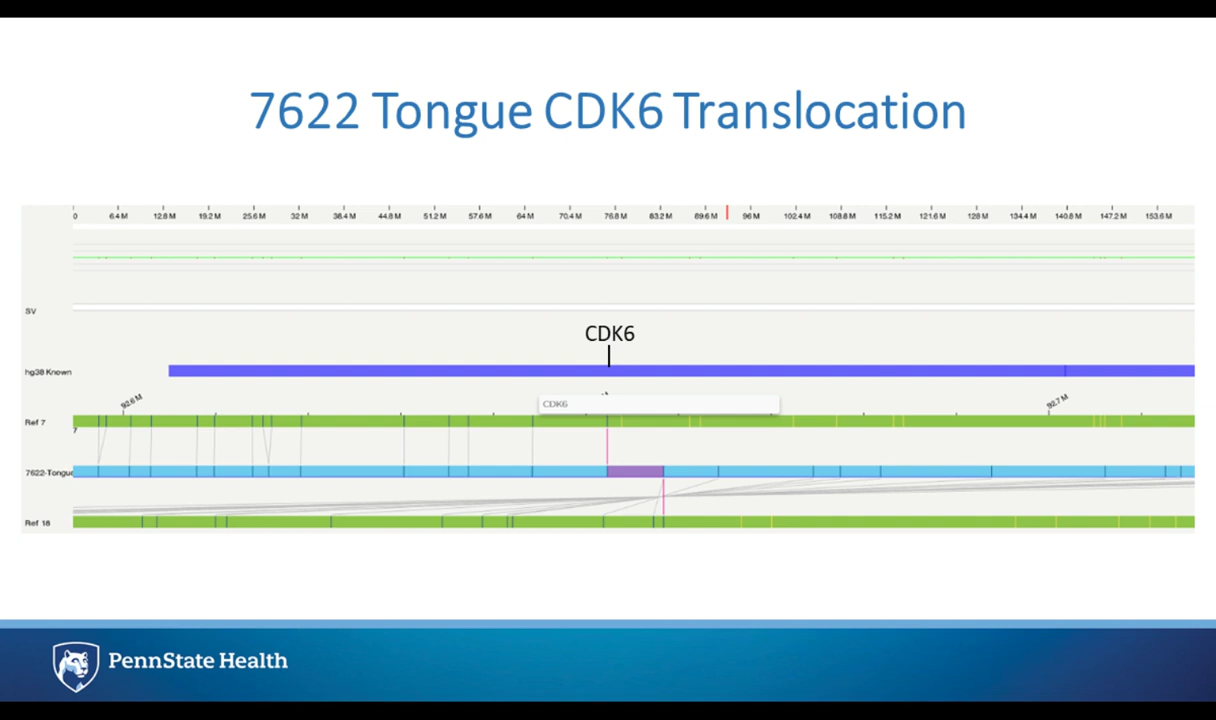 7622 Tongue CDK6 Translocation
0 6.4 M 12.8 M 19.2 M 25.6 M 32 M 38.4 M 44.8 M 51.2 M 57.6 M 64 M 70.4 M 76.8 M 83.2 M 89.6 M 96 M 102.4 M 108.8 M 115.2 M 121.6 M 128 M 134.4 M 140.8 M 147.2 M 153.6 M
SV
CDK6
hg38 Known
92.6 M 92.7 M
CDK6
Ref 7
7
7622-Tongue
Ref 18
PennState Health